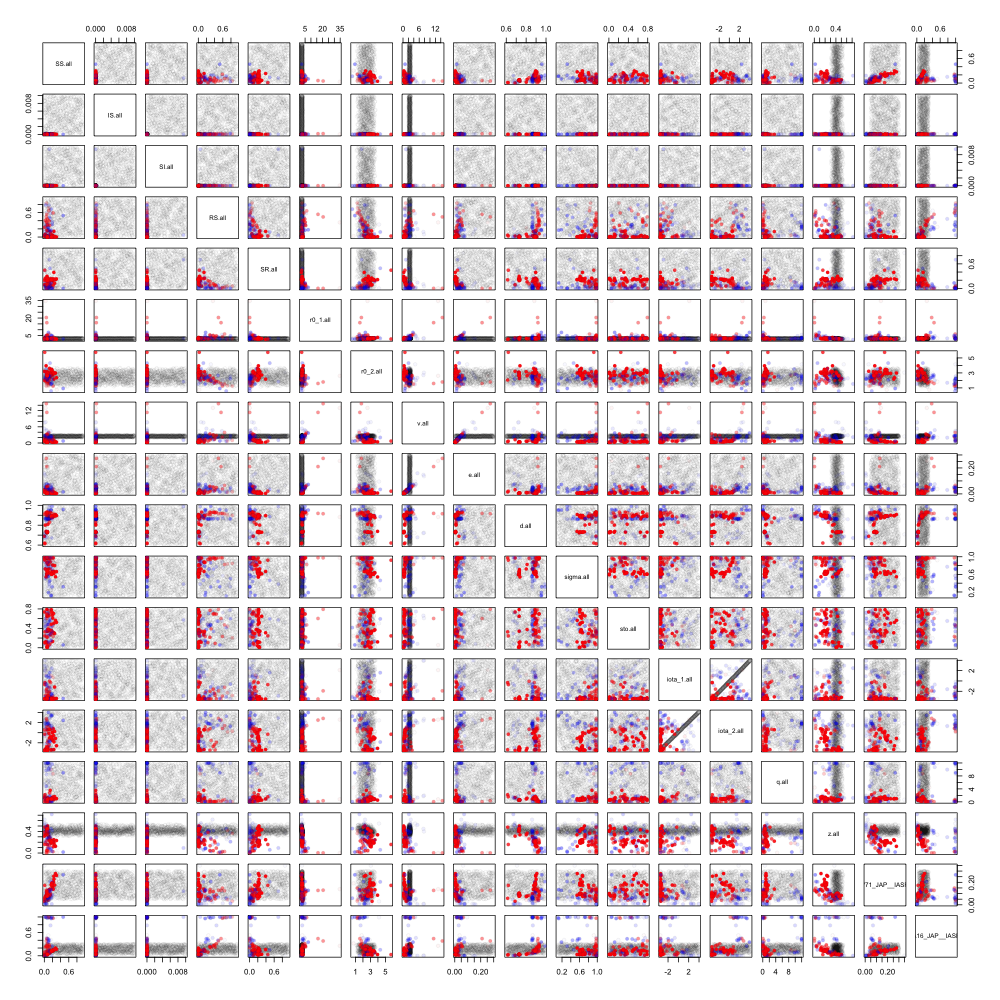 0.000 0.008 0.0 0.6 5 20 35 0 6 12 0.6 0.8 1.0 0.0 0.4 0.8 -2 2 0.0 0.4 0.0 0.6
SS.all 0.0 0.6
0.000 0.008 IS.all
SI.all 0.000 0.008
0.0 0.6 RS.all
SR.all 0.0 0.6
5 20 35 r0_1.all
r0_2.all 1 3 5
0 6 12 v.all
e.all 0.00 0.20
0.6 0.8 1.0 d.all
sigma.all 0.2 0.6 1.0
0.0 0.4 0.8 sto.all
iota_1.all -2 2
-2 2 iota_2.all
q.all 0 4 8
0.0 0.4 z.all
71_JAP__IASI 0.00 0.20
0.0 0.6 16_JAP__IASI
0.0 0.6 0.000 0.008 0.0 0.6 1 3 5 0.00 0.20 0.2 0.6 1.0 -2 2 0 4 8 0.00 0.20